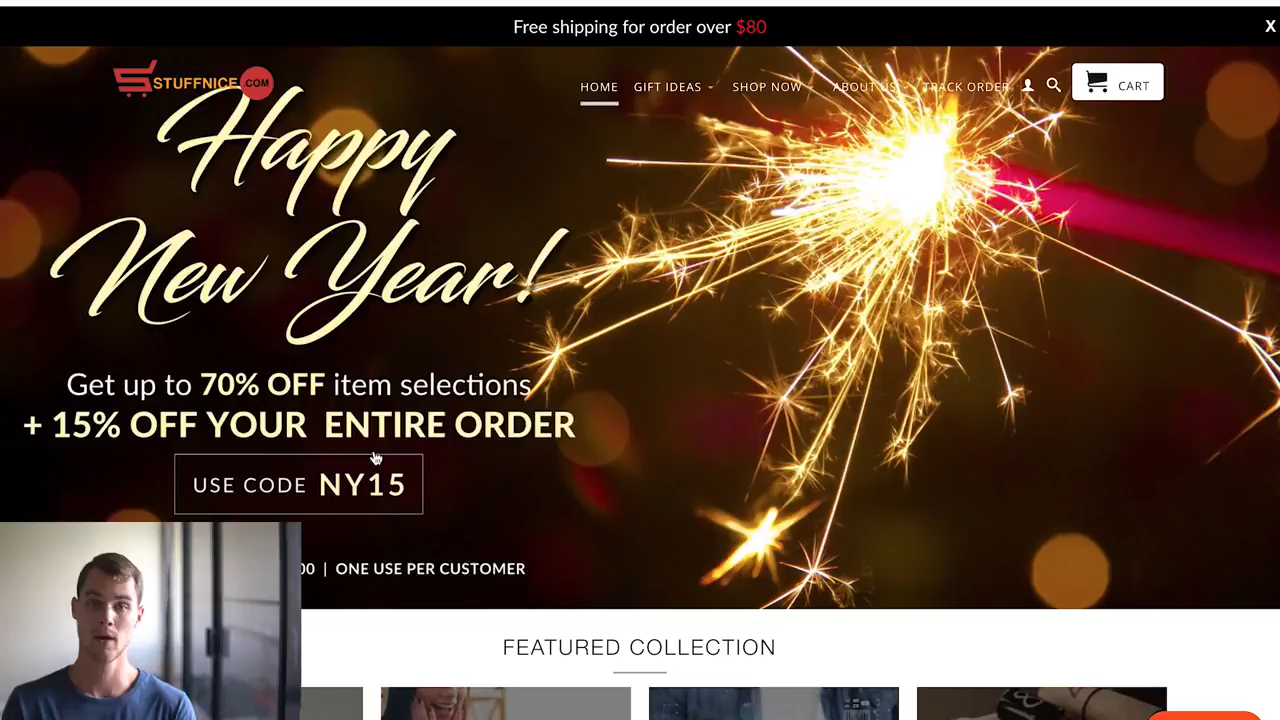 Free shipping for order over $80
X
STUFFNICE.COM
HOME GIFT IDEAS SHOP NOW ABOUT US TRACK ORDER CART
Happy
New Year!
Get up to 70% OFF item selections
+ 15% OFF YOUR ENTIRE ORDER
USE CODE NY15
00 | ONE USE PER CUSTOMER
FEATURED COLLECTION